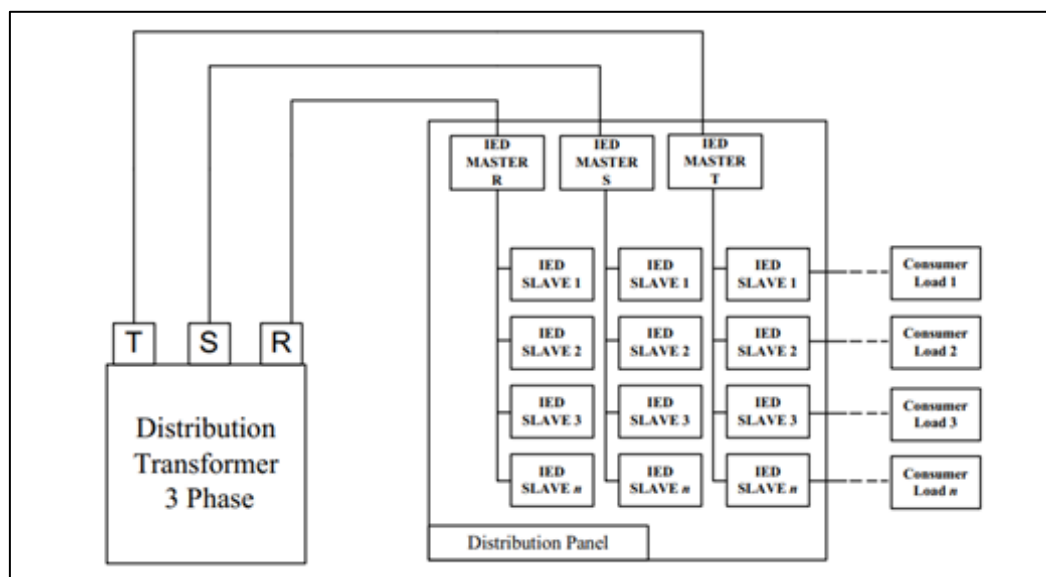 IED
MASTER
R
IED
MASTER
S
IED
MASTER
T
IED
SLAVE 1
IED
SLAVE 1
IED
SLAVE 1
Consumer
Load 1
T
S
R
IED
SLAVE 2
IED
SLAVE 2
IED
SLAVE 2
Consumer
Load 2
Distribution
Transformer
3 Phase
IED
SLAVE 3
IED
SLAVE 3
IED
SLAVE 3
Consumer
Load 3
IED
SLAVE n
IED
SLAVE n
IED
SLAVE n
Consumer
Load n
Distribution Panel